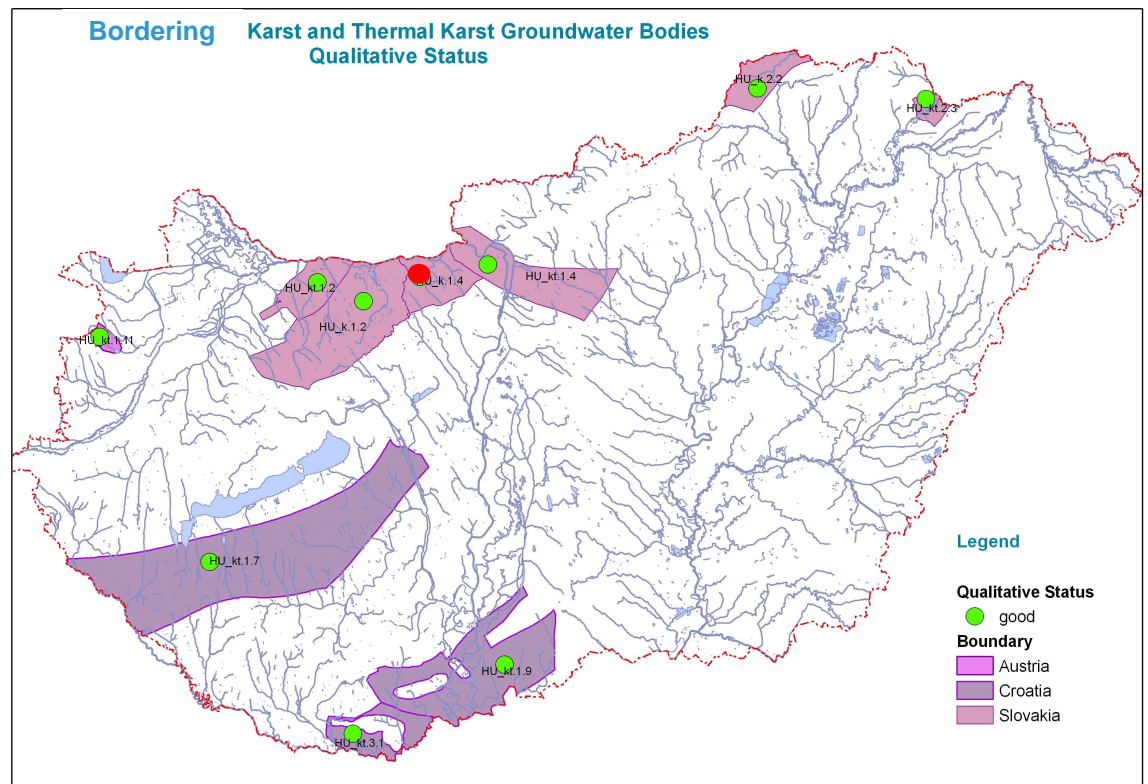 Bordering Karst and Thermal Karst Groundwater Bodies
Qualitative Status
HU_k.2.2
HU_kt.2.3
HU_kt.1.2
HU_k.1.4
HU_kt.1.4
HU_k.1.2
HU_kt.1.11
HU_kt.1.7
HU_kt.1.9
HU_kt.3.1
Legend
Qualitative Status
good
Boundary
Austria
Croatia
Slovakia